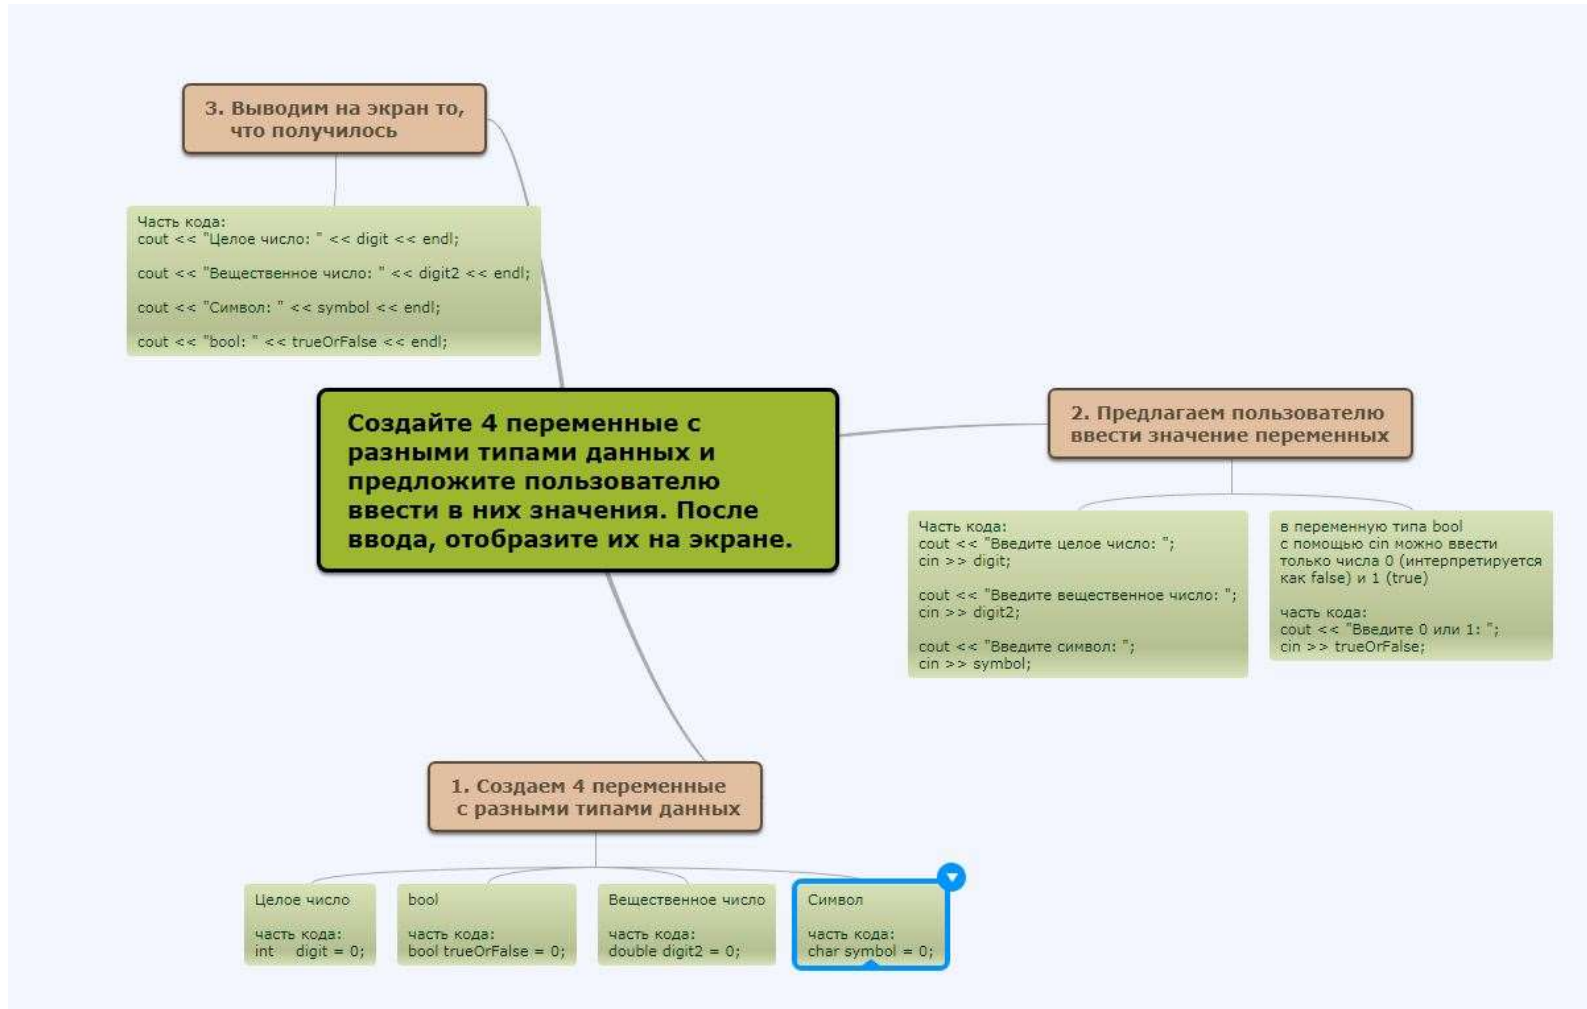 3. Выводим на экран то,
что получилось
Часть кода:
cout << "Целое число: " << digit << endl;
cout << "Вещественное число: " << digit2 << endl;
cout << "Символ: " << symbol << endl;
cout << "bool: " << trueOrFalse << endl;
Создайте 4 переменные с
разными типами данных и
предложите пользователю
ввести в них значения. После
ввода, отобразите их на экране.
2. Предлагаем пользователю
ввести значение переменных
Часть кода:
cout << "Введите целое число: ";
cin >> digit;
cout << "Введите вещественное число: ";
cin >> digit2;
cout << "Введите символ: ";
cin >> symbol;
в переменную типа bool
с помощью cin можно ввести
только числа 0 (интерпретируется
как false) и 1 (true)
часть кода:
cout << "Введите 0 или 1: ";
cin >> trueOrFalse;
1. Создаем 4 переменные
с разными типами данных
Целое число
часть кода:
int digit = 0;
bool
часть кода:
bool trueOrFalse = 0;
Вещественное число
часть кода:
double digit2 = 0;
Символ
часть кода:
char symbol = 0;